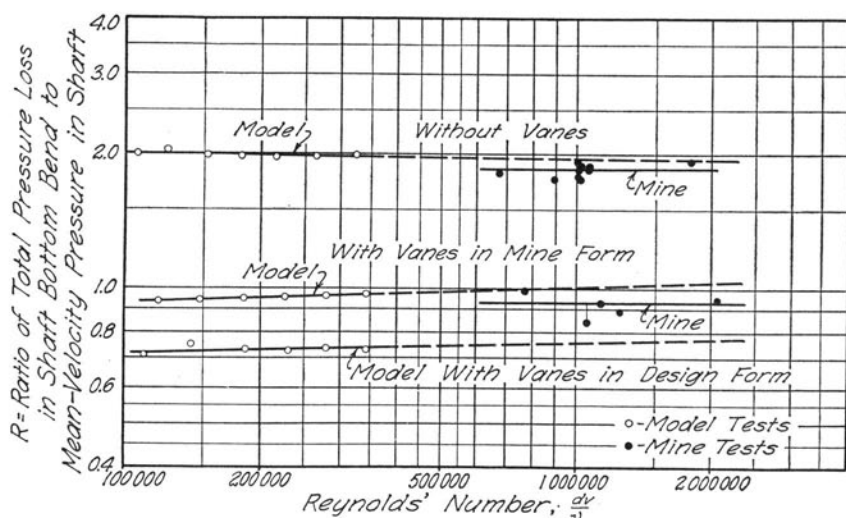 R=Ratio of Total Pressure Loss
in Shaft Bottom Bend to
Mean-Velocity Pressure in Shaft
4.0
3.0
2.0
1.0
0.8
0.6
0.4
Model
Without Vanes
Mine
With Vanes in Mine Form
Model
Mine
Model With Vanes in Design Form
○-Model Tests
●-Mine Tests
100000
200000
500000
1000000
2000000
Reynolds' Number, dv